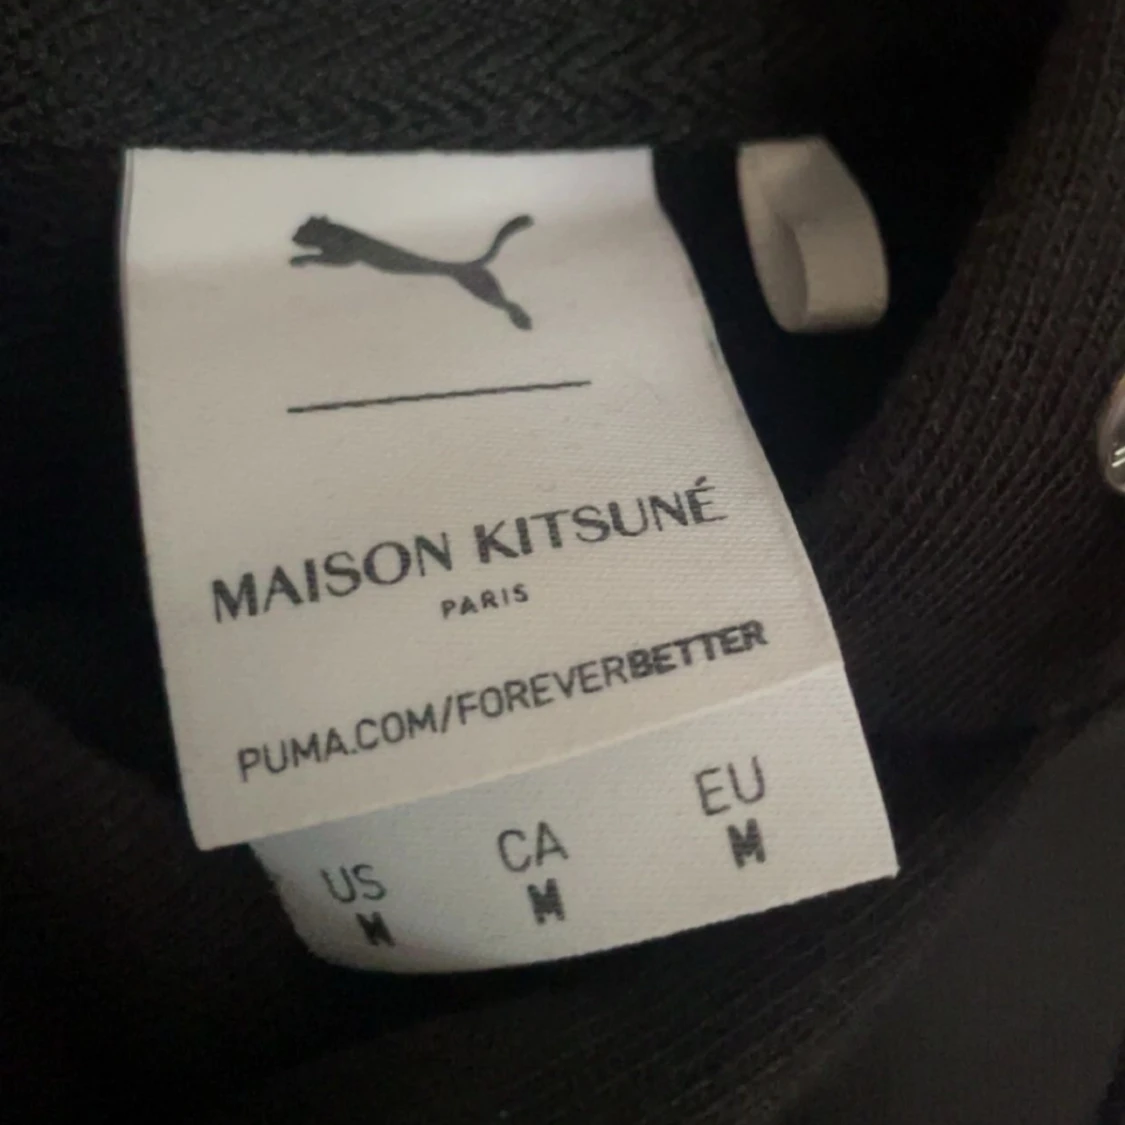 MAISON KITSUNÉ
PARIS
PUMA.COM/FOREVERBETTER
US CA EU
M M M